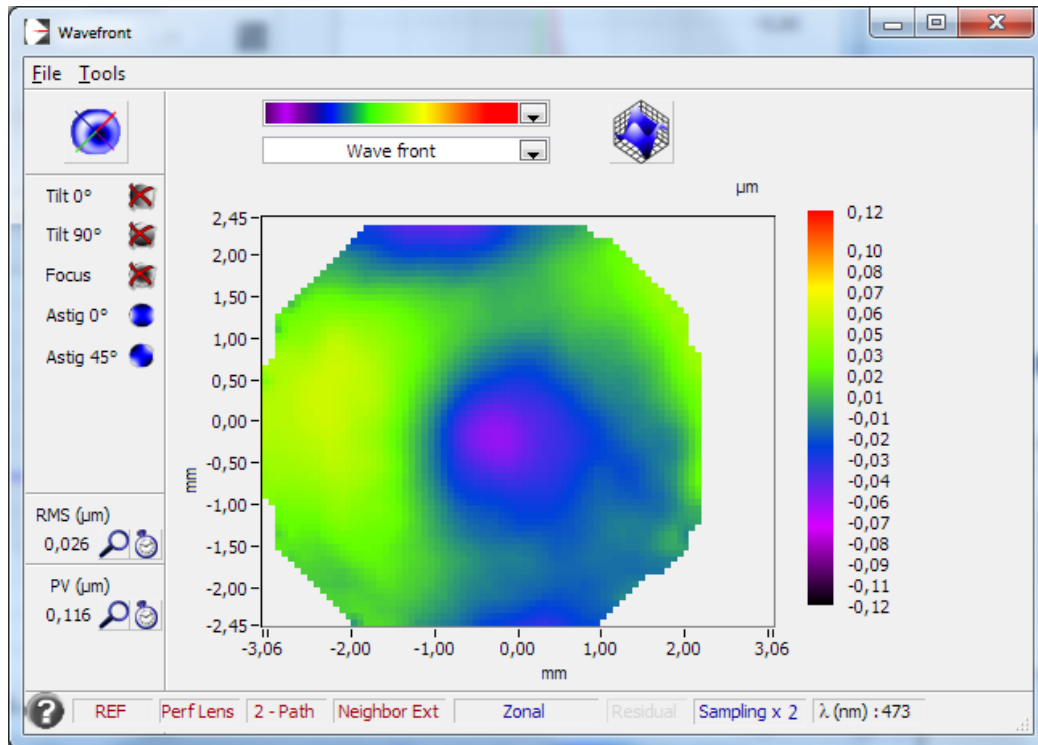 Wavefront
File Tools
Wave front
Tilt 0°
Tilt 90°
Focus
Astig 0°
Astig 45°
RMS (µm)
0,026
PV (µm)
0,116
µm
2,45
2,00
1,50
1,00
0,50
0,00
-0,50
-1,00
-1,50
-2,00
-2,45
mm
-3,06 -2,00 -1,00 0,00 1,00 2,00 3,06
mm
0,12
0,10
0,08
0,07
0,06
0,05
0,03
0,02
0,01
-0,01
-0,02
-0,03
-0,04
-0,06
-0,07
-0,08
-0,09
-0,11
-0,12
? REF Perf Lens 2 - Path Neighbor Ext Zonal Residual Sampling x 2 λ (nm) : 473